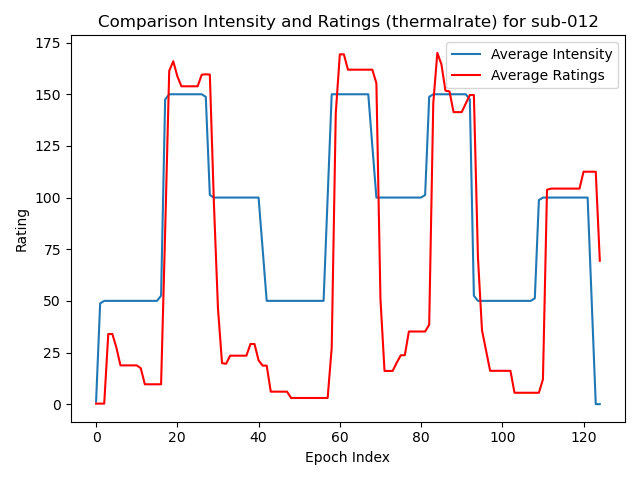 Comparison Intensity and Ratings (thermalrate) for sub-012
Average Intensity
Average Ratings
Rating
175
150
125
100
75
50
25
0
0 20 40 60 80 100 120
Epoch Index